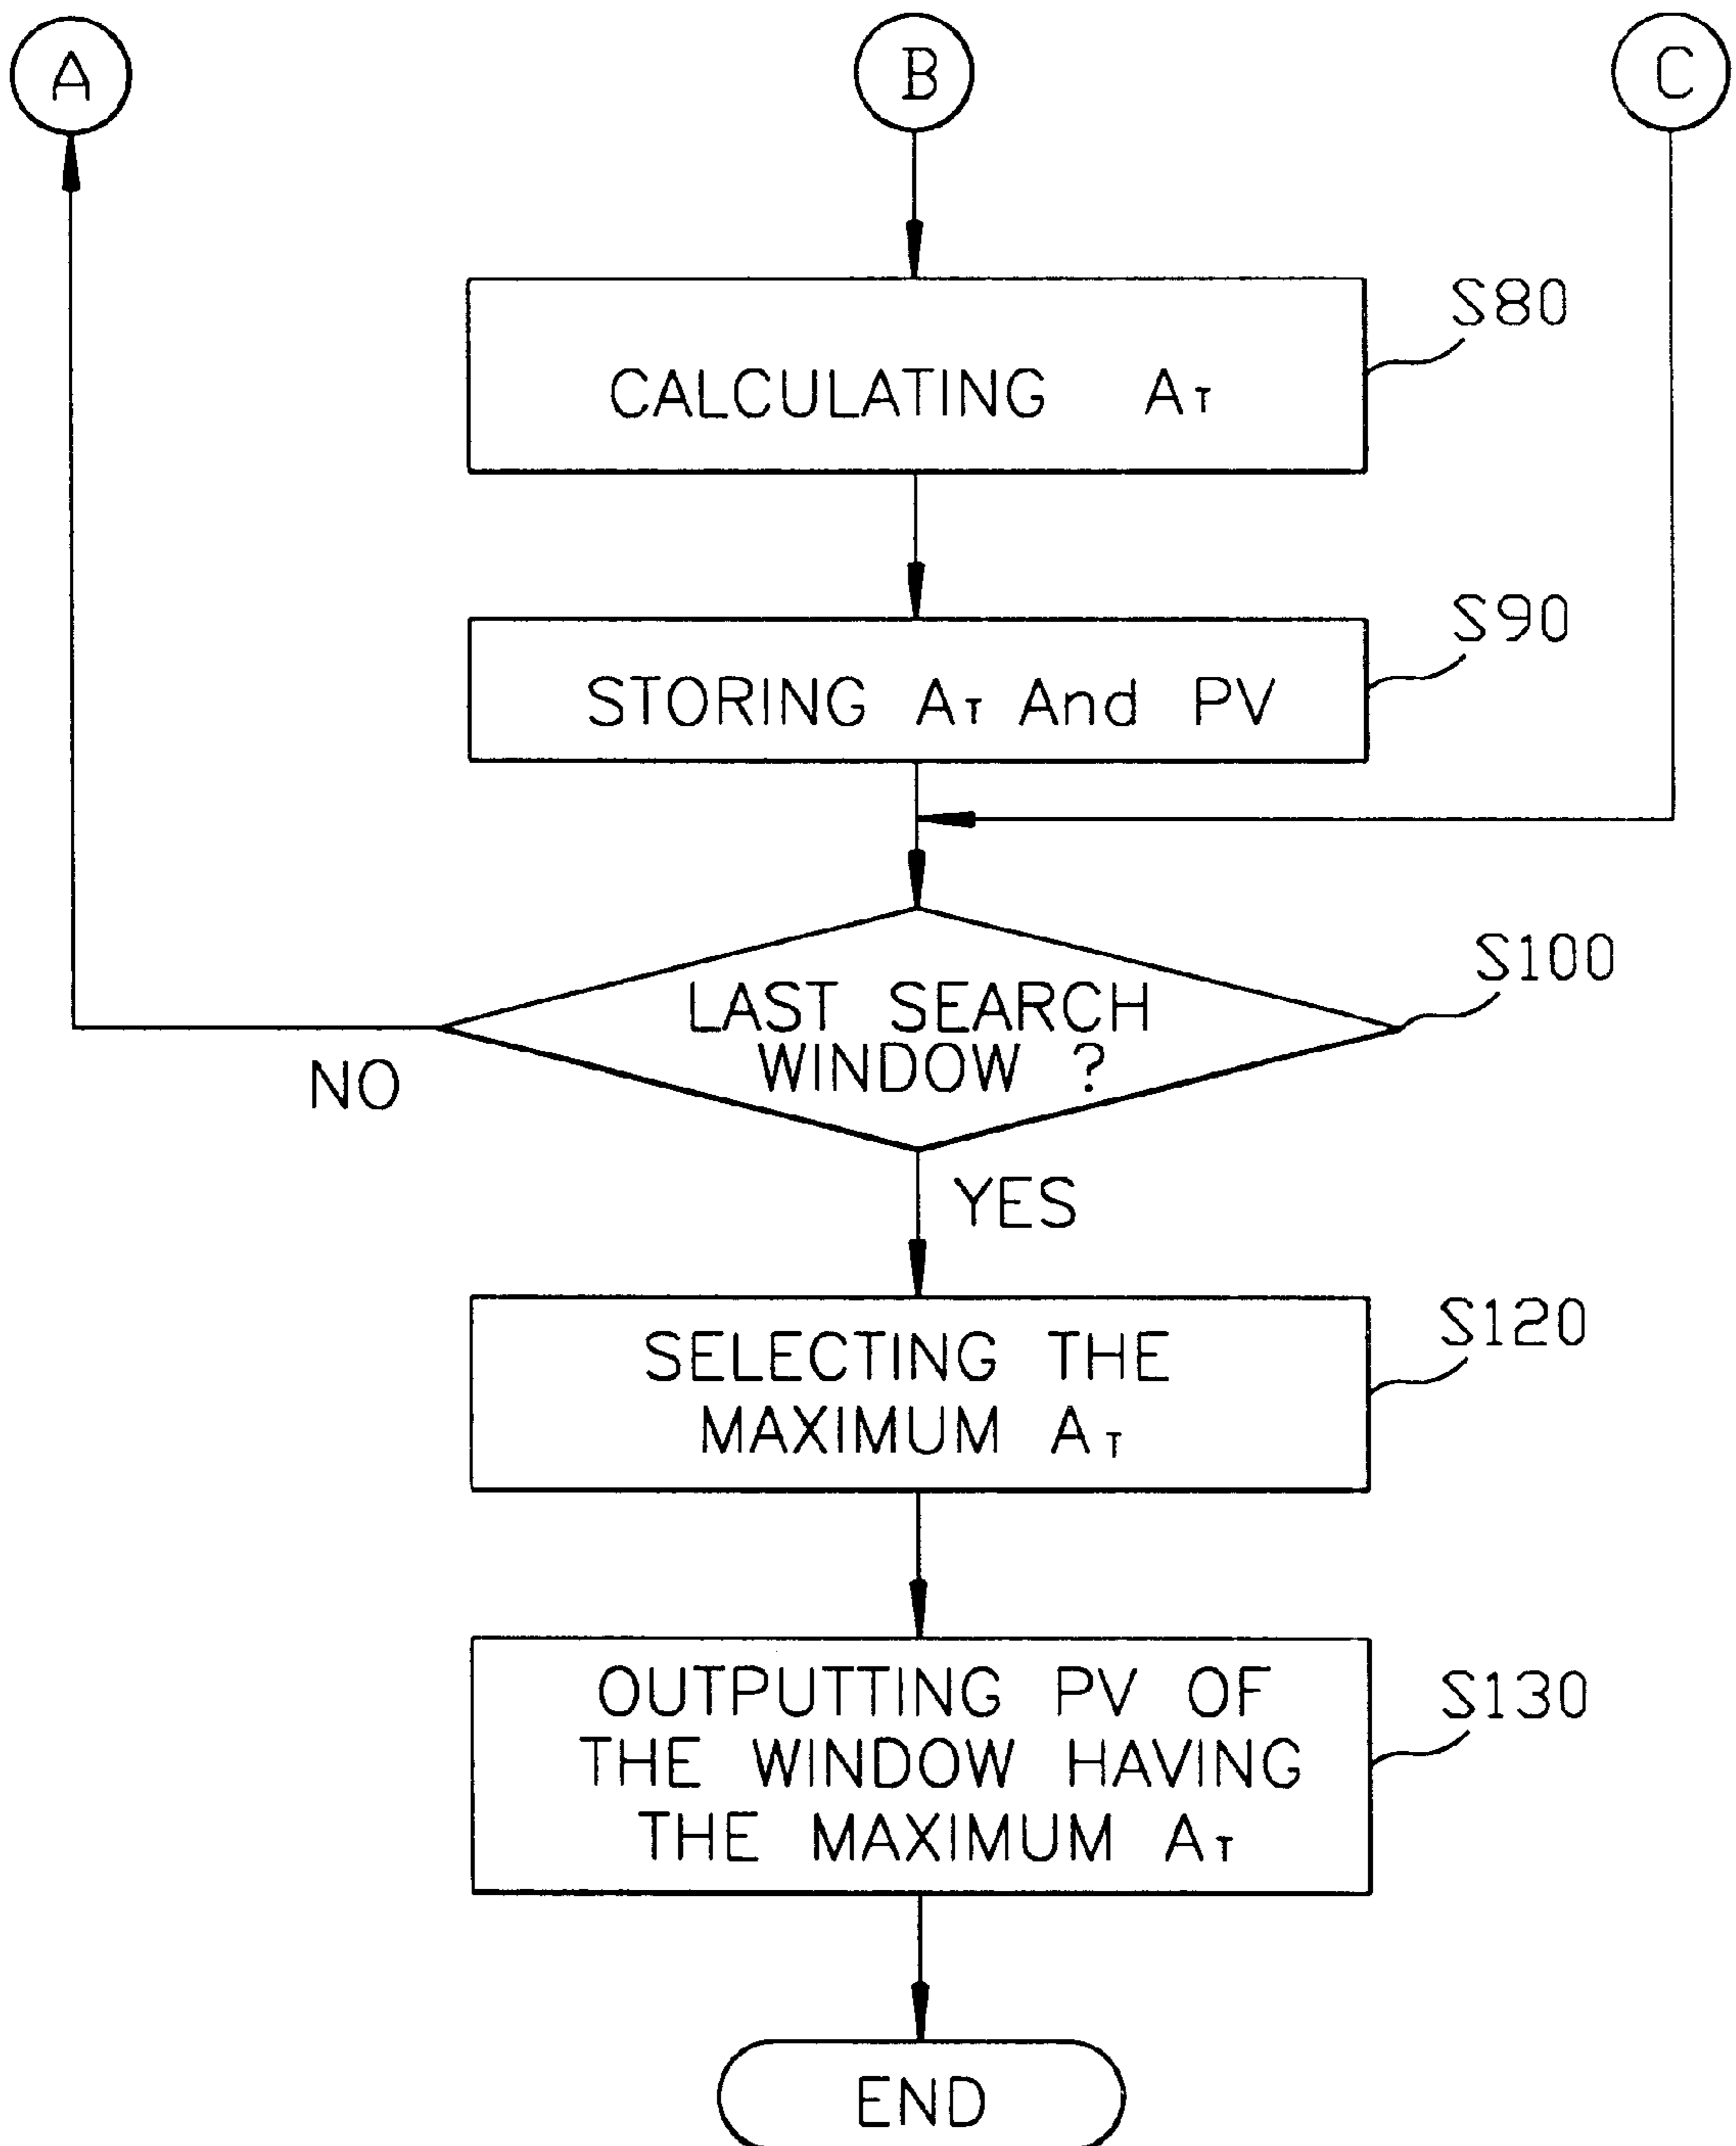 A
B
C
S80
CALCULATING AT
S90
STORING AT And PV
S100
LAST SEARCH
WINDOW ?
NO
YES
S120
SELECTING THE
MAXIMUM AT
S130
OUTPUTTING PV OF
THE WINDOW HAVING
THE MAXIMUM AT
END